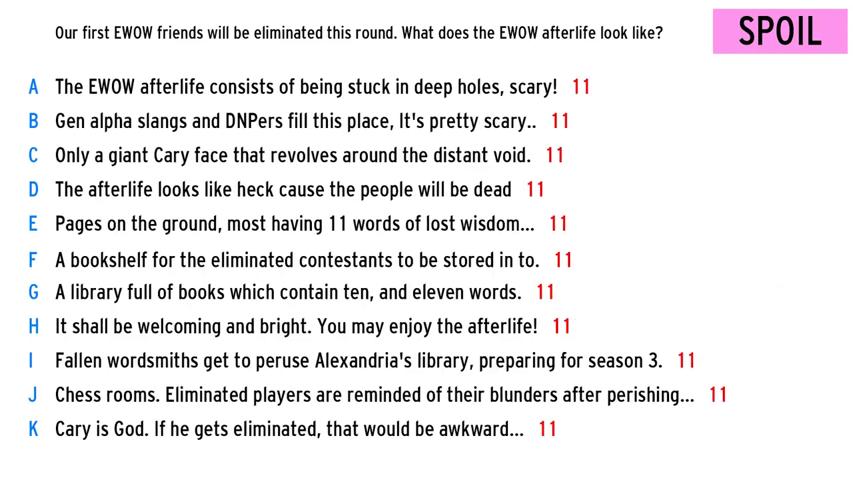 Our first EWOW friends will be eliminated this round. What does the EWOW afterlife look like?
SPOIL
A The EWOW afterlife consists of being stuck in deep holes, scary! 11
B Gen alpha slangs and DNPers fill this place, It's pretty scary.. 11
C Only a giant Cary face that revolves around the distant void. 11
D The afterlife looks like heck cause the people will be dead 11
E Pages on the ground, most having 11 words of lost wisdom... 11
F A bookshelf for the eliminated contestants to be stored in to. 11
G A library full of books which contain ten, and eleven words. 11
H It shall be welcoming and bright. You may enjoy the afterlife! 11
I Fallen wordsmiths get to peruse Alexandria's library, preparing for season 3. 11
J Chess rooms. Eliminated players are reminded of their blunders after perishing... 11
K Cary is God. If he gets eliminated, that would be awkward... 11